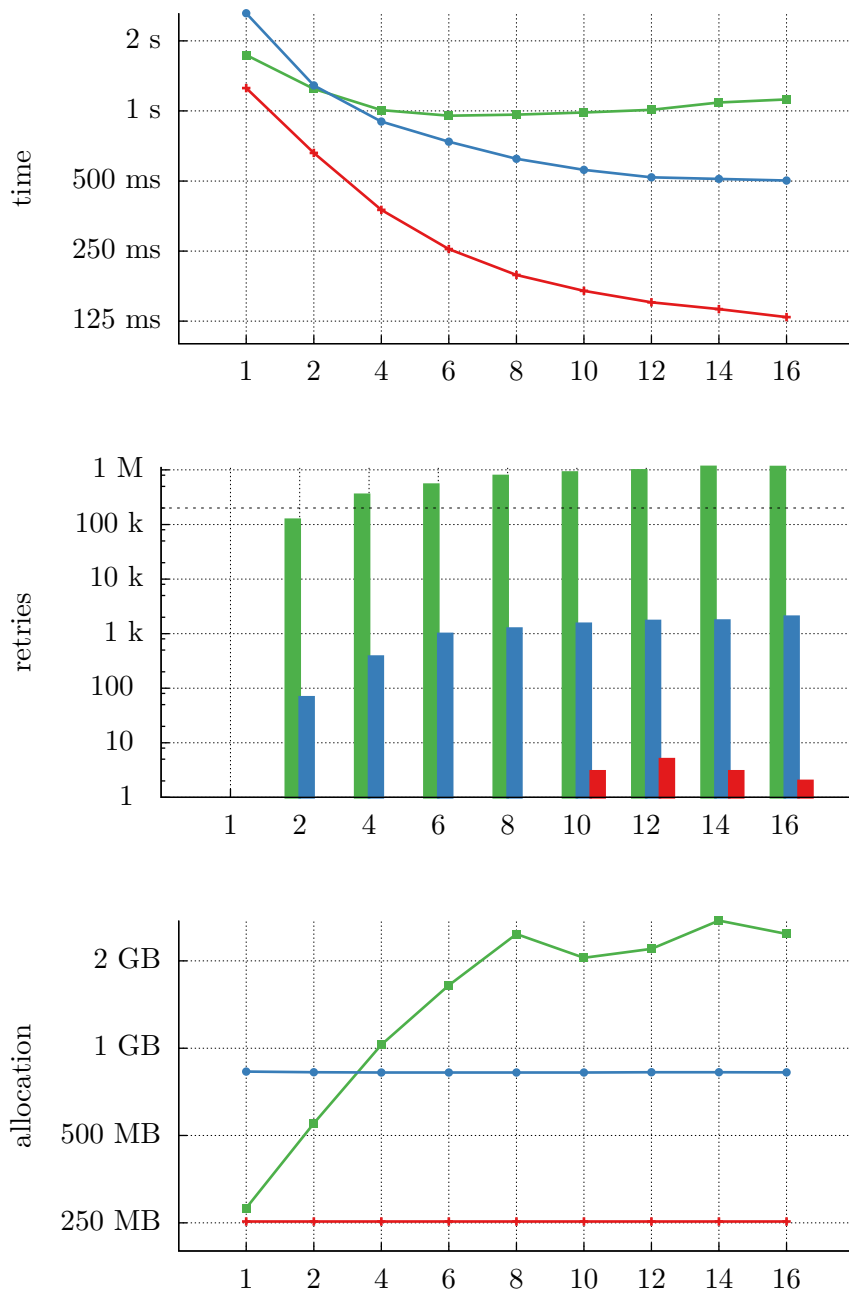 2 s
1 s
500 ms
250 ms
125 ms
time
1 2 4 6 8 10 12 14 16
1 M
100 k
10 k
1 k
100
10
1
retries
1 2 4 6 8 10 12 14 16
2 GB
1 GB
500 MB
250 MB
allocation
1 2 4 6 8 10 12 14 16